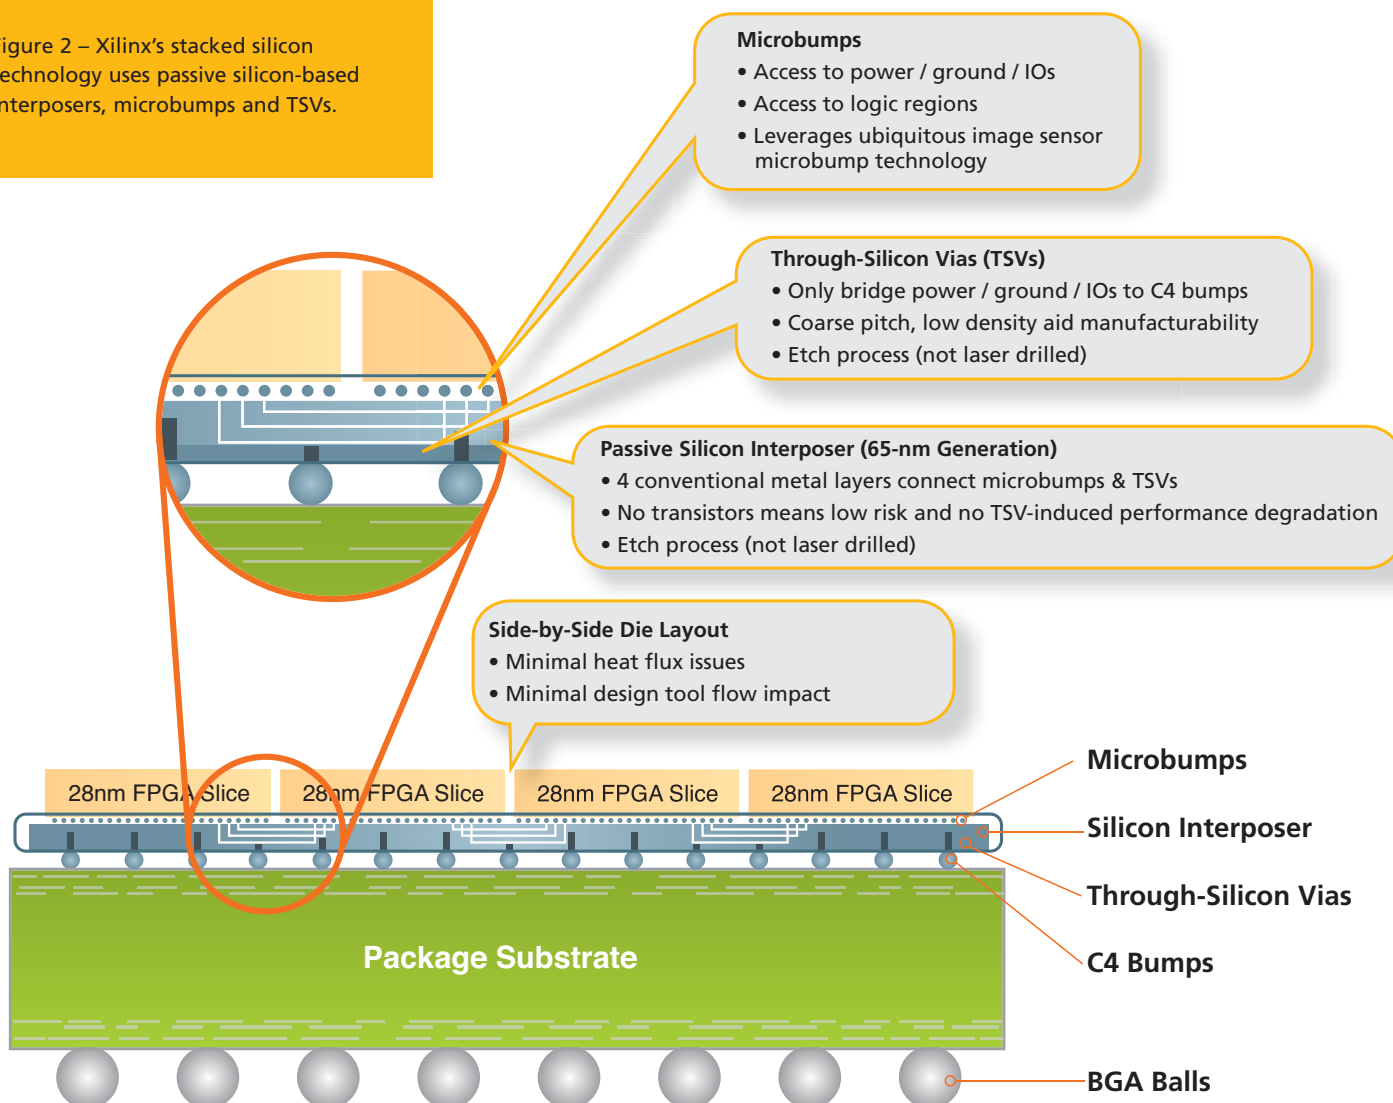 igure 2 – Xilinx’s stacked silicon
echnology uses passive silicon-based
nterposers, microbumps and TSVs.
Microbumps
• Access to power / ground / IOs
• Access to logic regions
• Leverages ubiquitous image sensor
microbump technology
Through-Silicon Vias (TSVs)
• Only bridge power / ground / IOs to C4 bumps
• Coarse pitch, low density aid manufacturability
• Etch process (not laser drilled)
Passive Silicon Interposer (65-nm Generation)
• 4 conventional metal layers connect microbumps & TSVs
• No transistors means low risk and no TSV-induced performance degradation
• Etch process (not laser drilled)
Side-by-Side Die Layout
• Minimal heat flux issues
• Minimal design tool flow impact
28nm FPGA Slice 28nm FPGA Slice 28nm FPGA Slice 28nm FPGA Slice
Microbumps
Silicon Interposer
Through-Silicon Vias
Package Substrate
C4 Bumps
BGA Balls